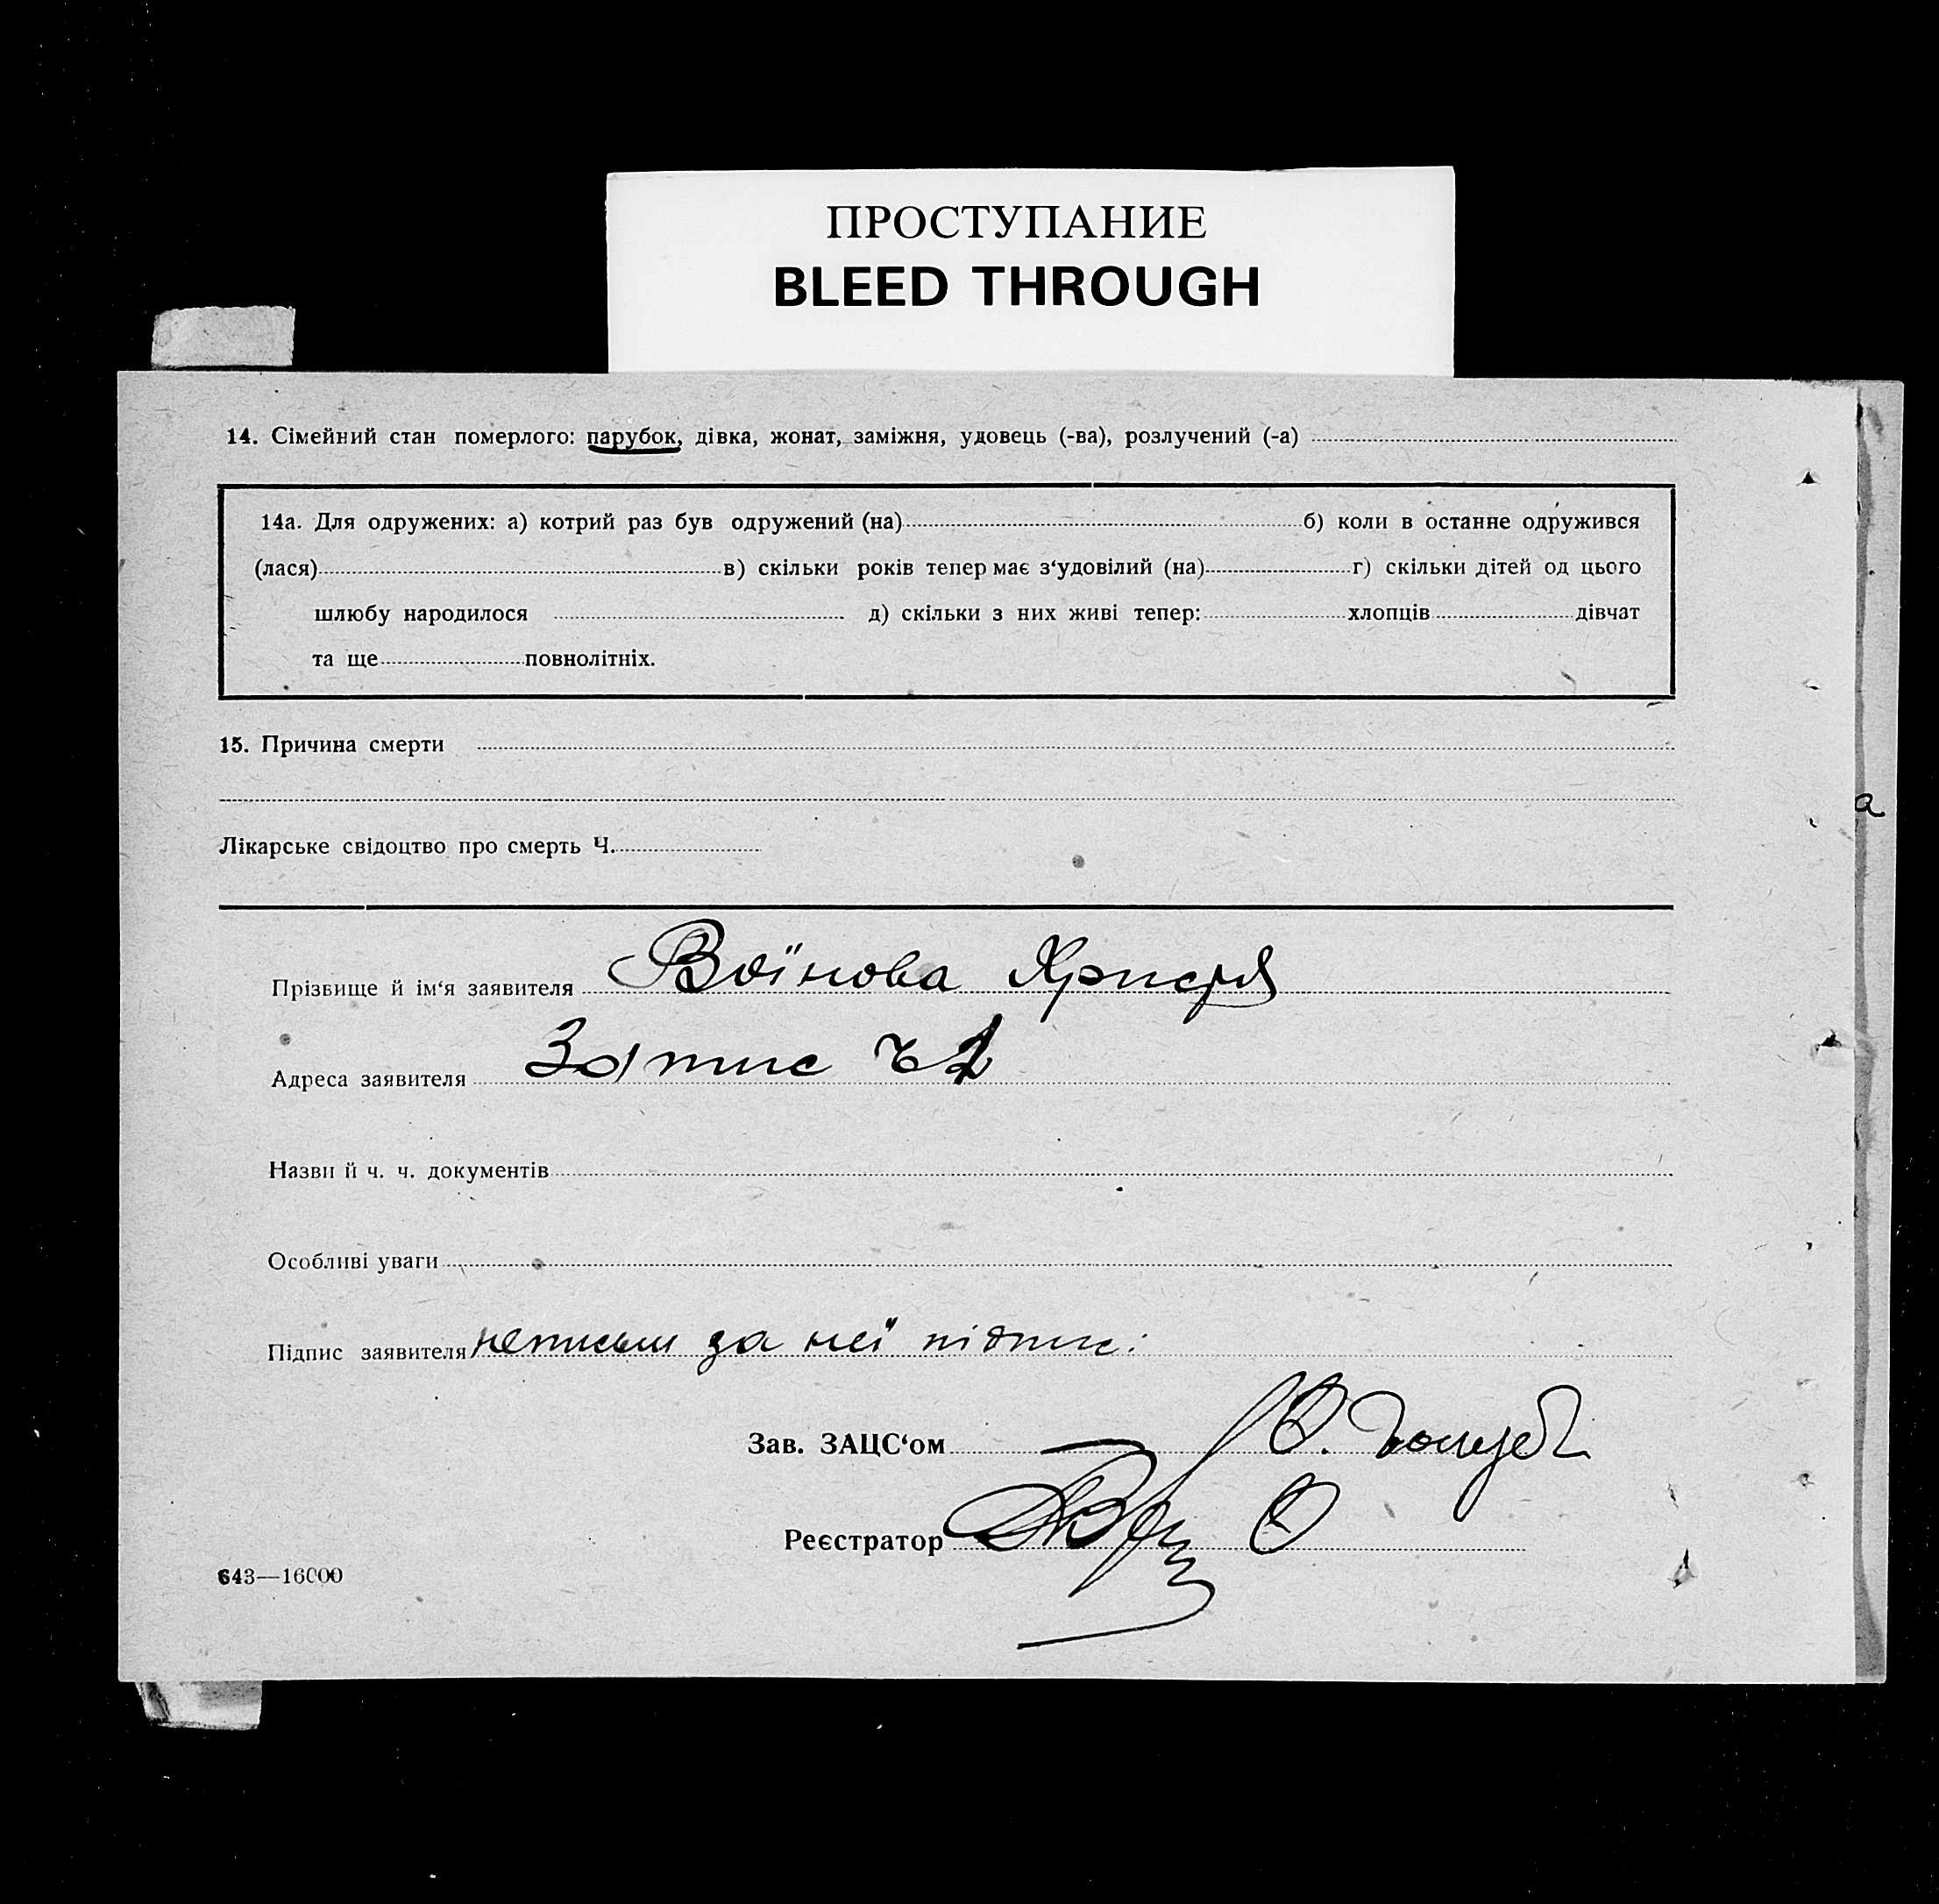 ПРОСТУПАНИЕ
BLEED THROUGH
14. Сімейний стан померлого: парубок, дівка, жонат, заміжня, удовець (-ва), розлучений (-а)
14а. Для одружених: а) котрий раз був одружений (на) б) коли в останне одружився
(лася) в) скільки років тепер має з‘удовілий (на) г) скільки дітей од цього
шлюбу народилося д) скільки з них живі тепер: хлопців дівчат
та ще повнолітніх.
15. Причина смерти
Лікарське свідоцтво про смерть Ч.
а
Прізвище й ім‘я заявителя Воїнова Христя
Адреса заявителя Запис Ч
Назви й ч. ч. документів
Особливі уваги
Підпис заявителя неписьм за неї підпис:
Зав. ЗАЦС‘ом О. Голуб
Реєстратор
643—16000